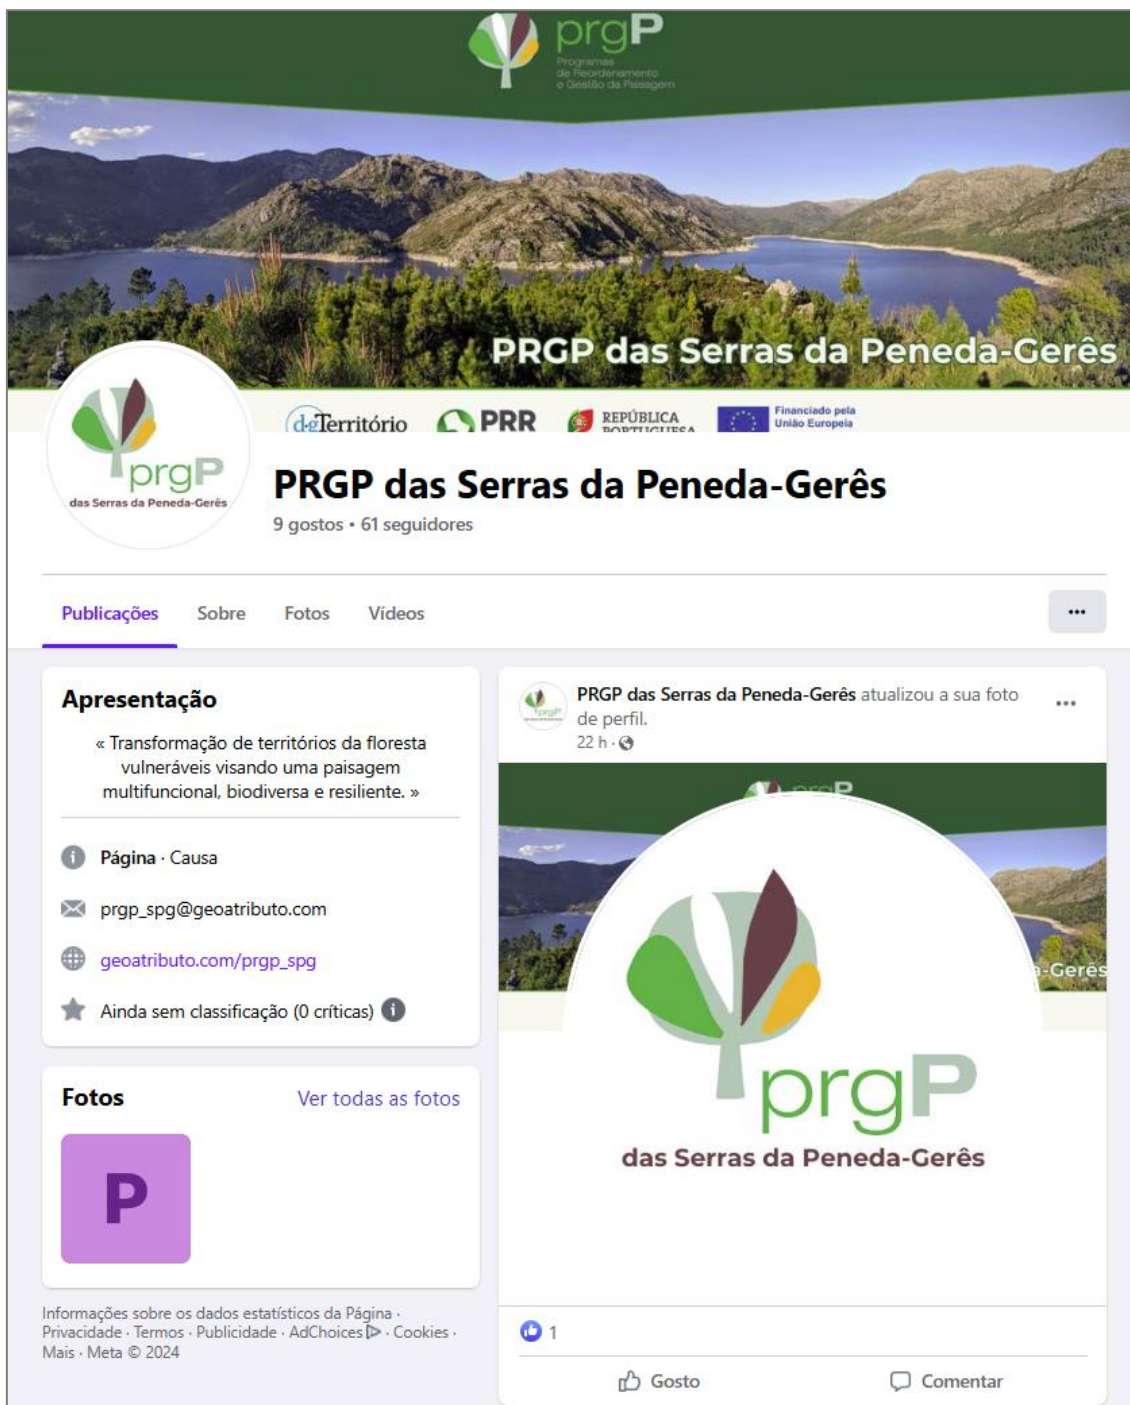 prgP
Programas
de Reordenamento
e Gestão da Paisagem
PRGP das Serras da Peneda-Gerês
dgTerritório
PRR
REPÚBLICA
PORTUGUESA
Financiado pela
União Europeia
prgP
das Serras da Peneda-Gerês
PRGP das Serras da Peneda-Gerês
9 gostos • 61 seguidores
Publicações
Sobre
Fotos
Vídeos
•••
Apresentação
« Transformação de territórios da floresta
vulneráveis visando uma paisagem
multifuncional, biodiversa e resiliente. »
Página · Causa
prgp_spg@geoatributo.com
geoatributo.com/prgp_spg
Ainda sem classificação (0 críticas)
Fotos
Ver todas as fotos
P
Informações sobre os dados estatísticos da Página ·
Privacidade · Termos · Publicidade · AdChoices · Cookies ·
Mais · Meta © 2024
PRGP das Serras da Peneda-Gerês atualizou a sua foto
de perfil.
22 h ·
prgP
a-Gerês
prgP
das Serras da Peneda-Gerês
1
Gosto
Comentar